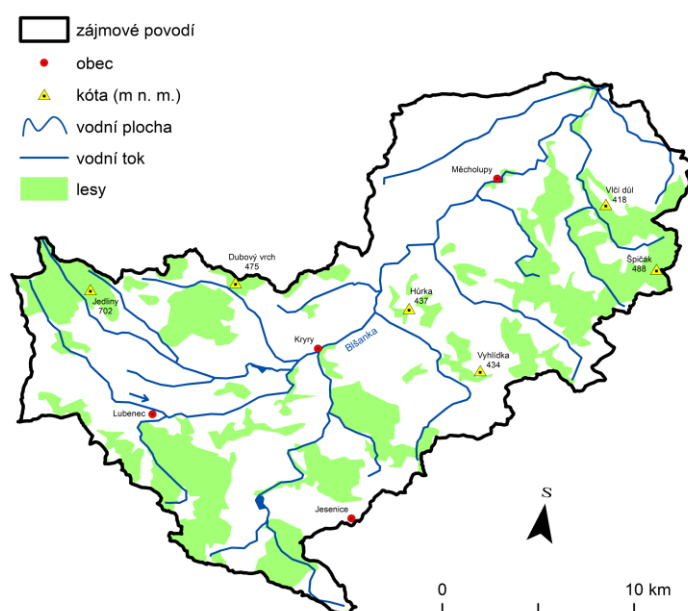 zájmové povodí
obec
kóta (m n. m.)
vodní plocha
vodní tok
lesy
Měcholupy
Vlčí důl
418
Dubový vrch
475
Špičák
488
Jedliny
702
Hůrka
437
Kryry
Blšanka
Vyhlídka
434
Lubenec
Jesenice
S
0
10 km